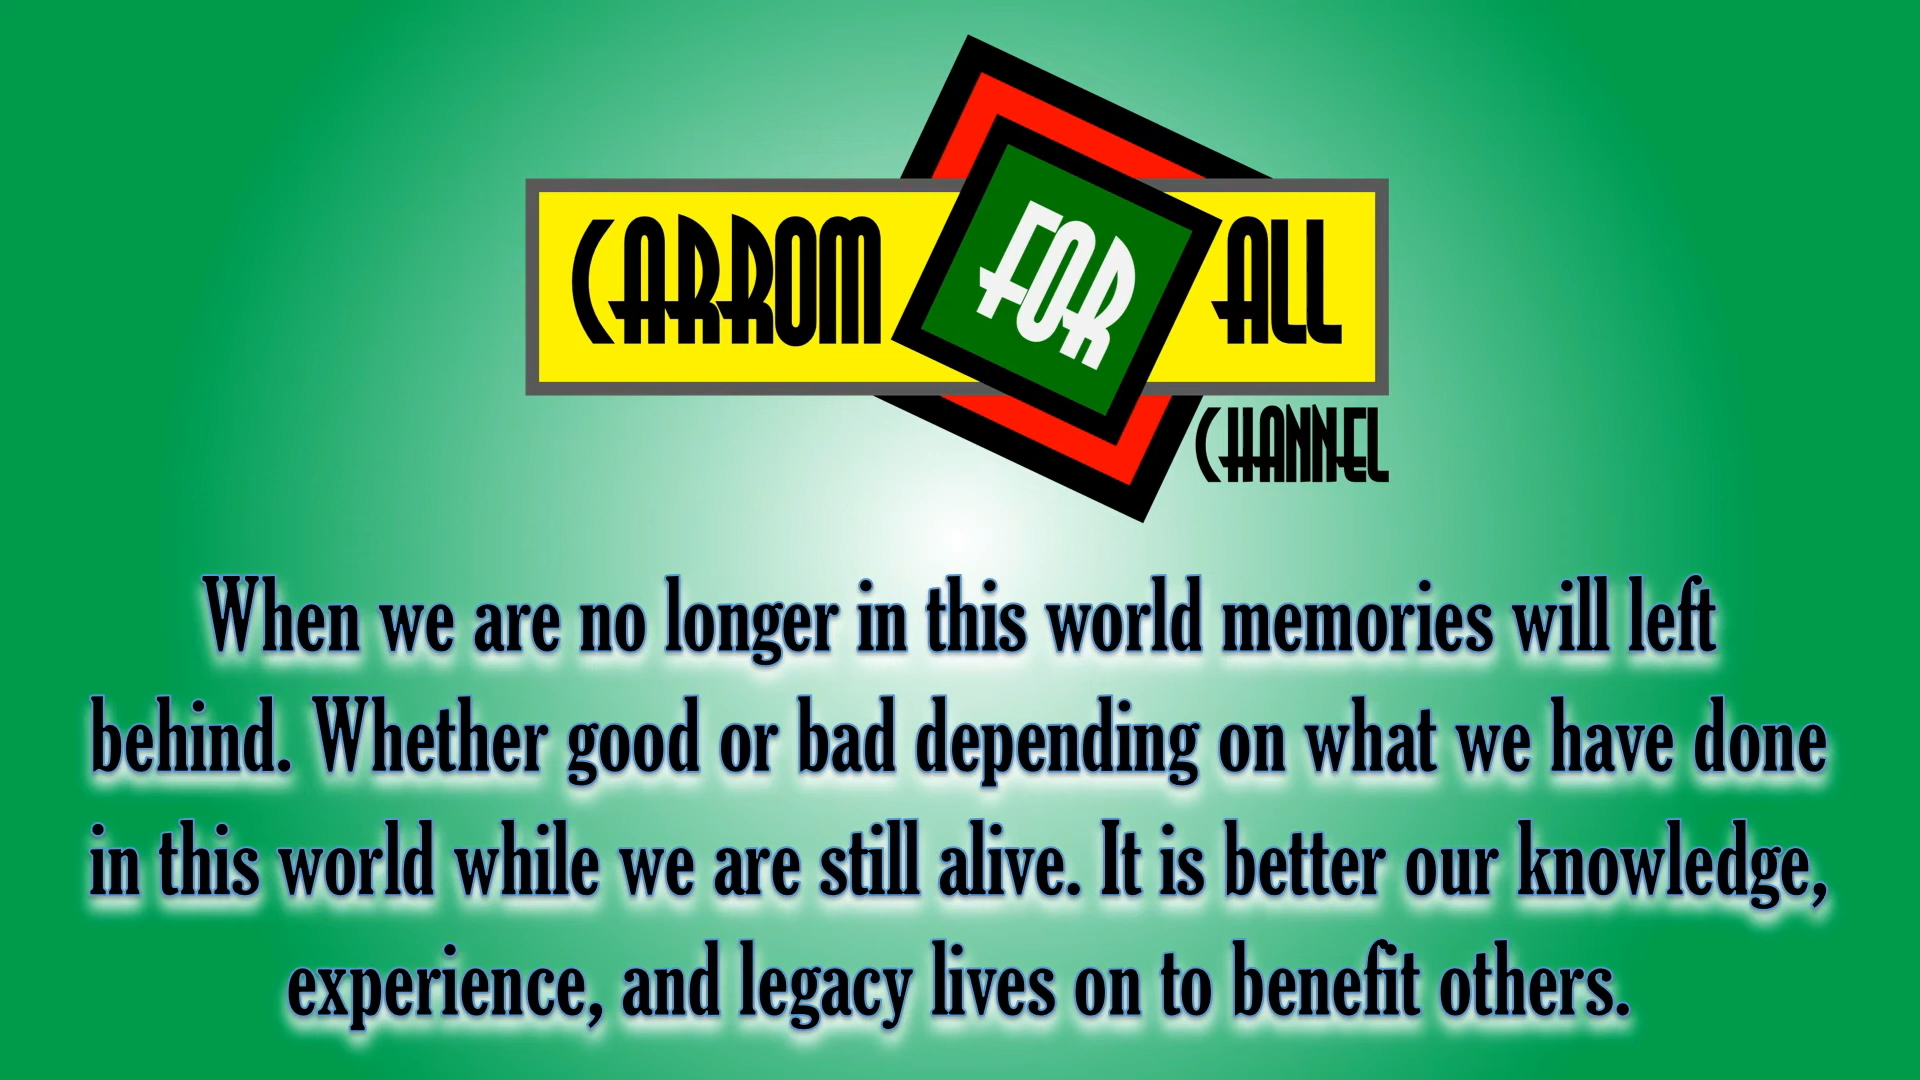 CARROM FOR ALL
CHANNEL
When we are no longer in this world memories will left
behind. Whether good or bad depending on what we have done
in this world while we are still alive. It is better our knowledge,
experience, and legacy lives on to benefit others.